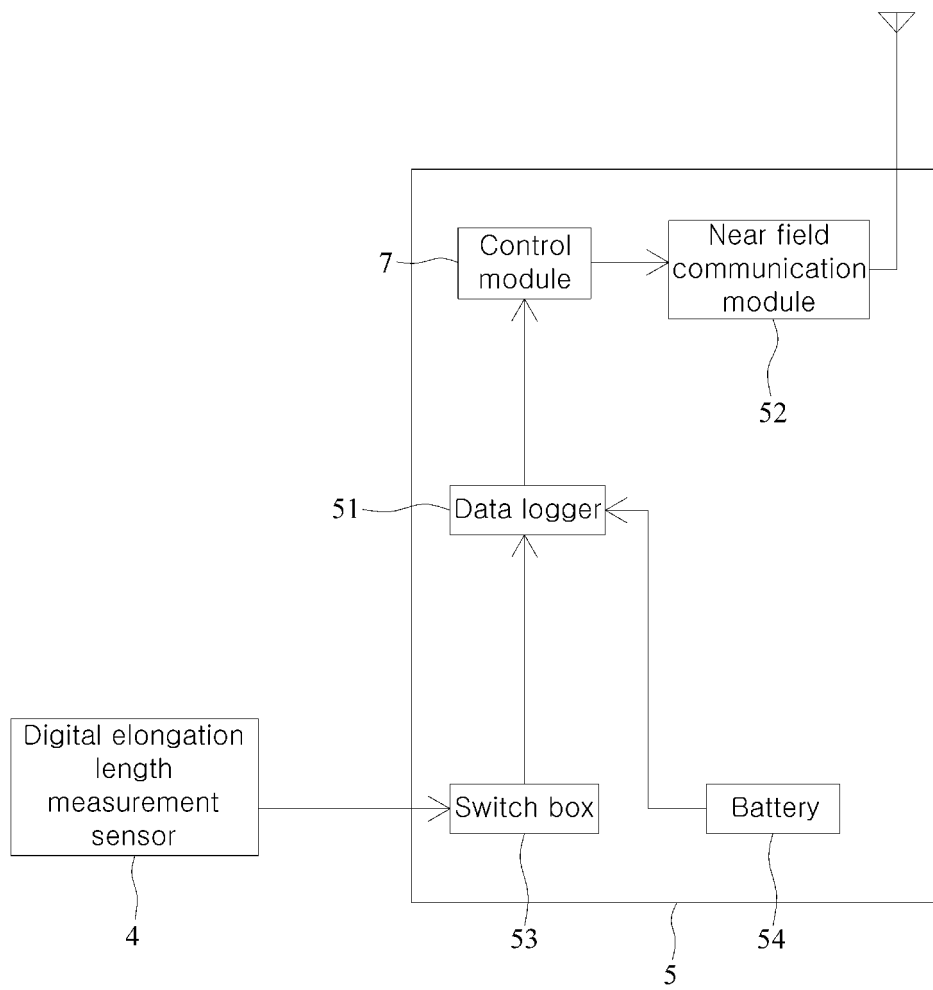 Control
module
7
Near field
communication
module
52
51
Data logger
Digital elongation
length
measurement
sensor
4
Switch box
53
Battery
54
5